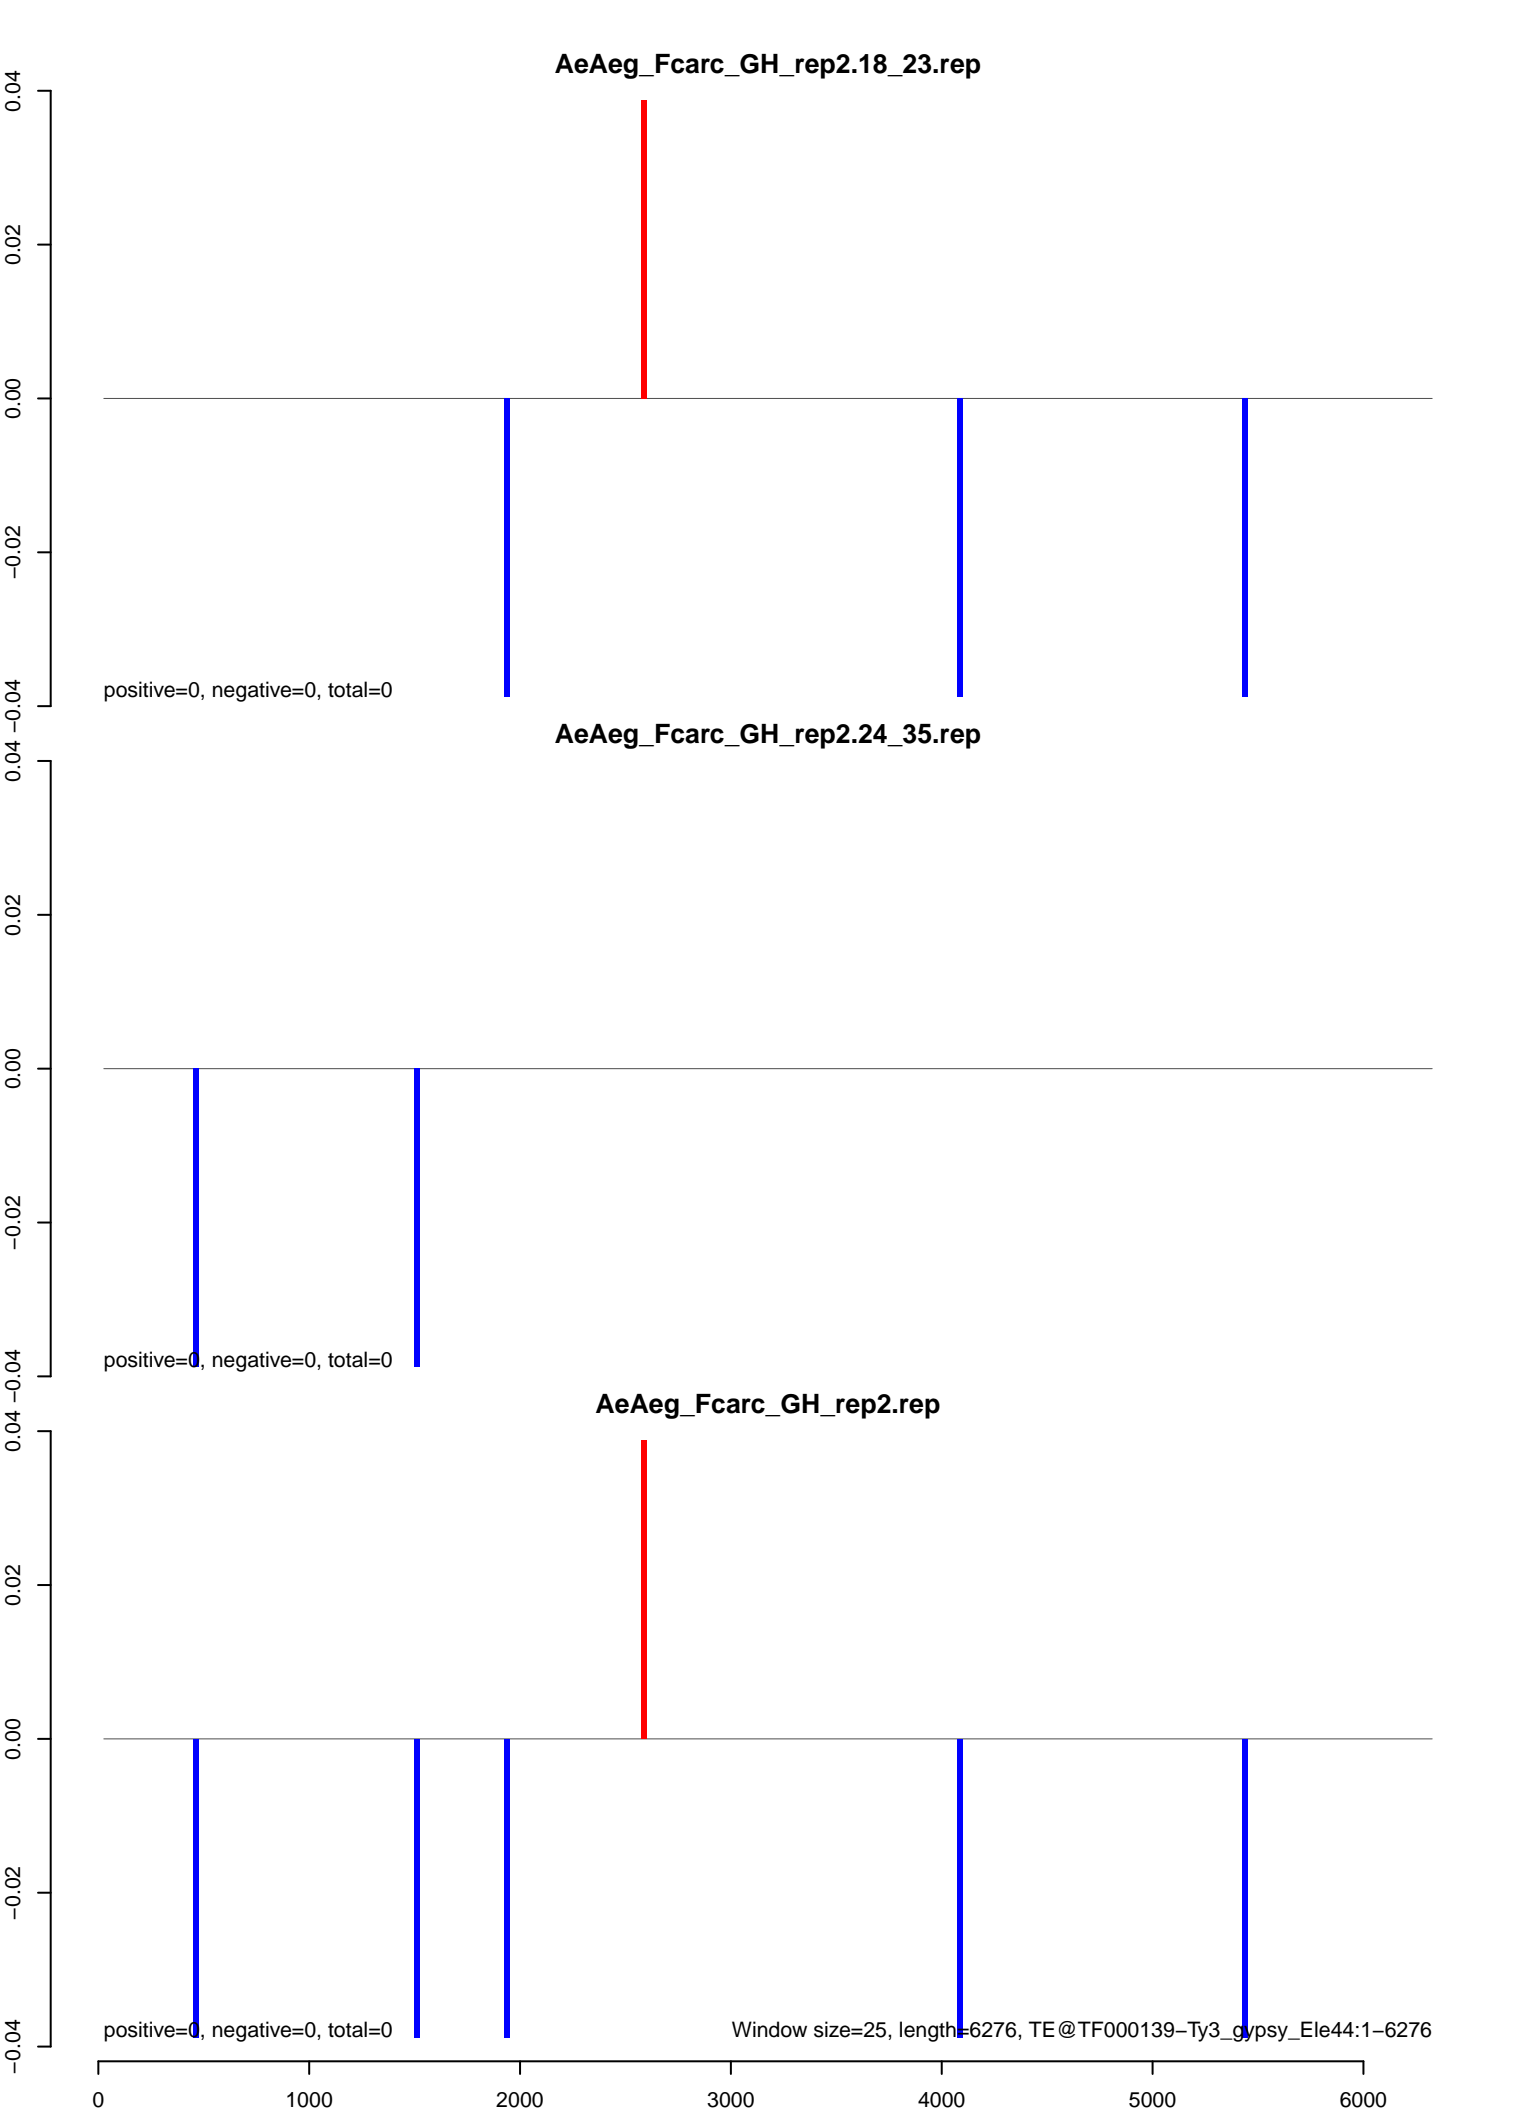 AeAeg_Fcarc_GH_rep2.18_23.rep
0.04
0.02
0.00
−0.02
−0.04
positive=0, negative=0, total=0
AeAeg_Fcarc_GH_rep2.24_35.rep
0.04
0.02
0.00
−0.02
−0.04
positive=0, negative=0, total=0
AeAeg_Fcarc_GH_rep2.rep
0.04
0.02
0.00
−0.02
−0.04
positive=0, negative=0, total=0
Window size=25, length=6276, TE@TF000139−Ty3_gypsy_Ele44:1−6276
0 1000 2000 3000 4000 5000 6000